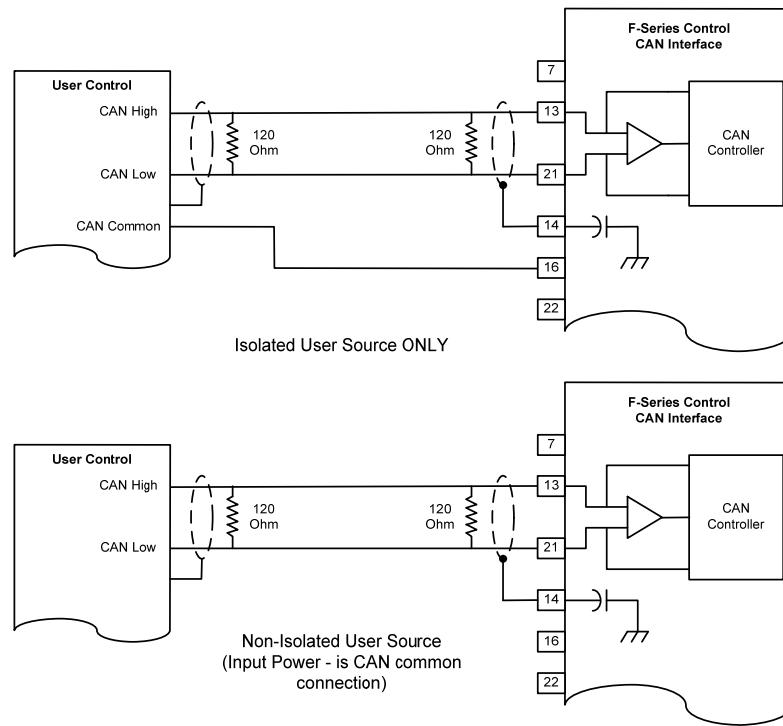 F-Series Control
CAN Interface
7
User Control
CAN High
13
120
Ohm
120
Ohm
CAN
Controller
CAN Low
21
CAN Common
14
16
22
Isolated User Source ONLY
F-Series Control
CAN Interface
7
User Control
CAN High
13
120
Ohm
120
Ohm
CAN
Controller
CAN Low
21
14
Non-Isolated User Source
(Input Power - is CAN common
connection)
16
22